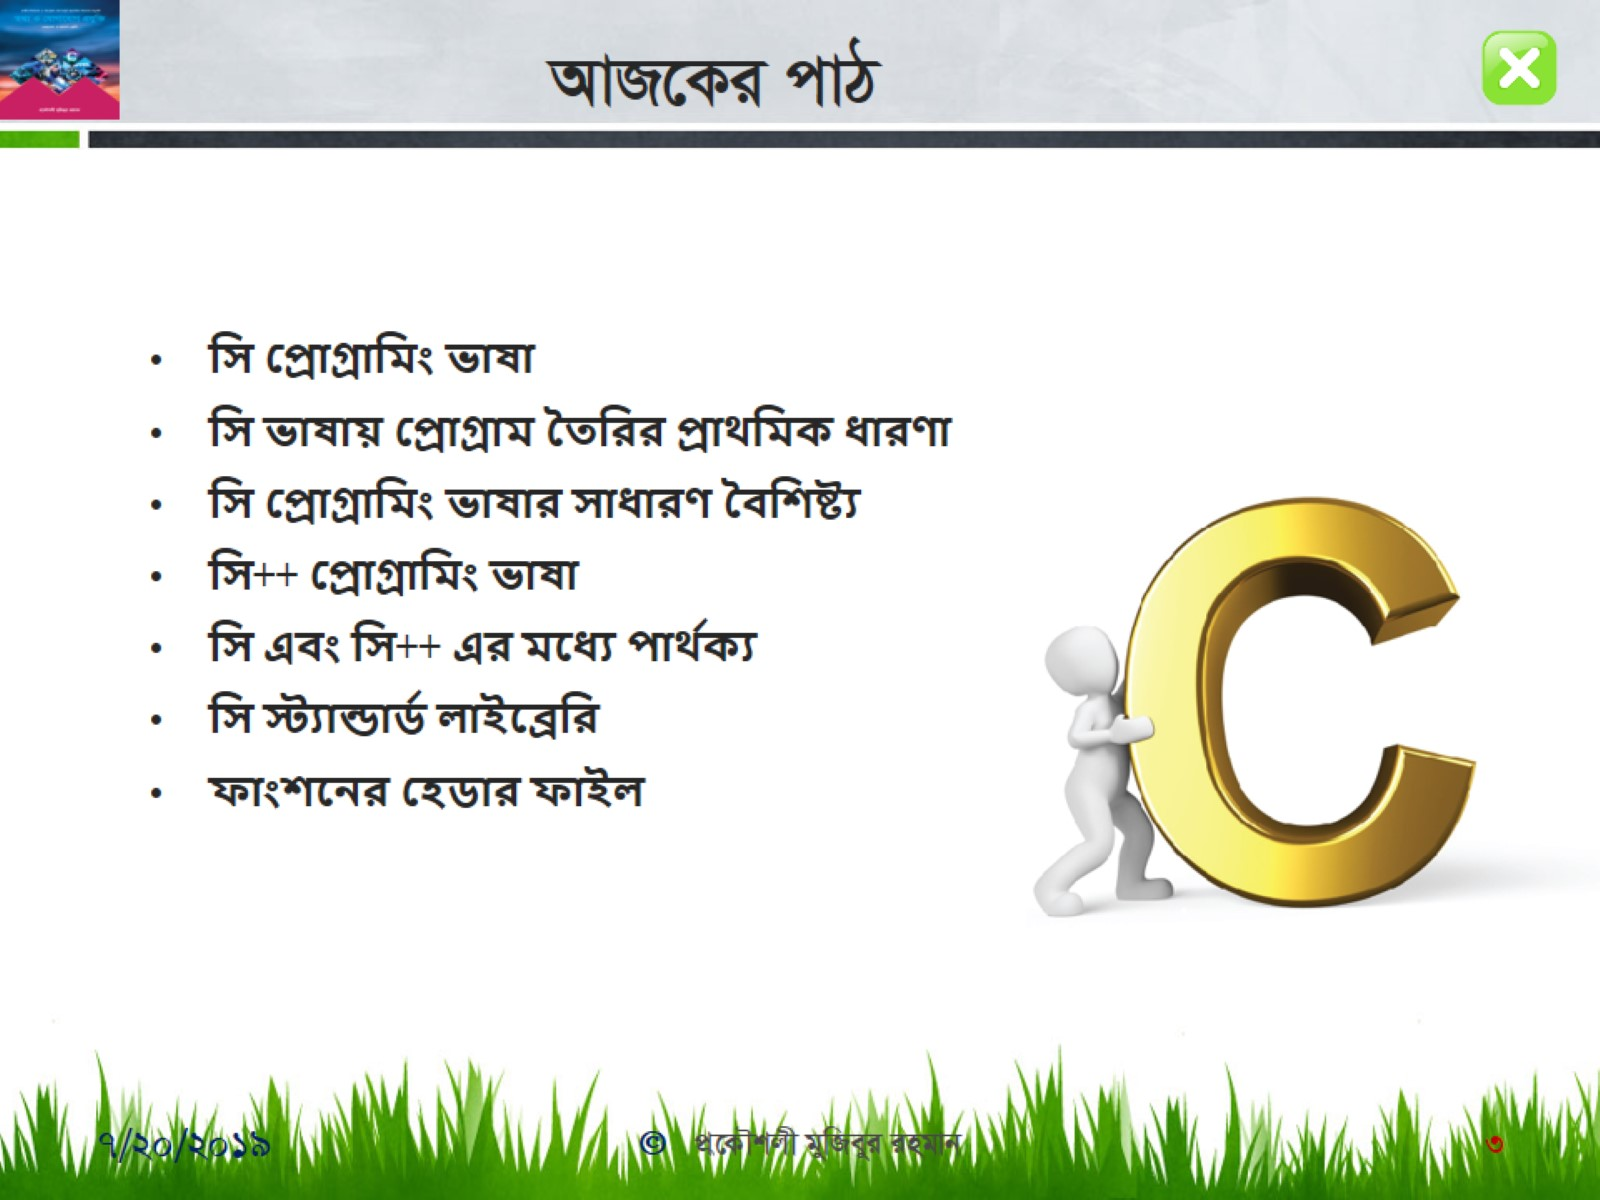 আজকের পাঠ
• সি প্রোগ্রামিং ভাষা
• সি ভাষায় প্রোগ্রাম তৈরির প্রাথমিক ধারণা
• সি প্রোগ্রামিং ভাষার সাধারণ বৈশিষ্ট্য
• সি++ প্রোগ্রামিং ভাষা
• সি এবং সি++ এর মধ্যে পার্থক্য
• সি স্ট্যান্ডার্ড লাইব্রেরি
• ফাংশনের হেডার ফাইল
C
৭/২০/২০১৯ © প্রকৌশলী মুজিবুর রহমান ৩